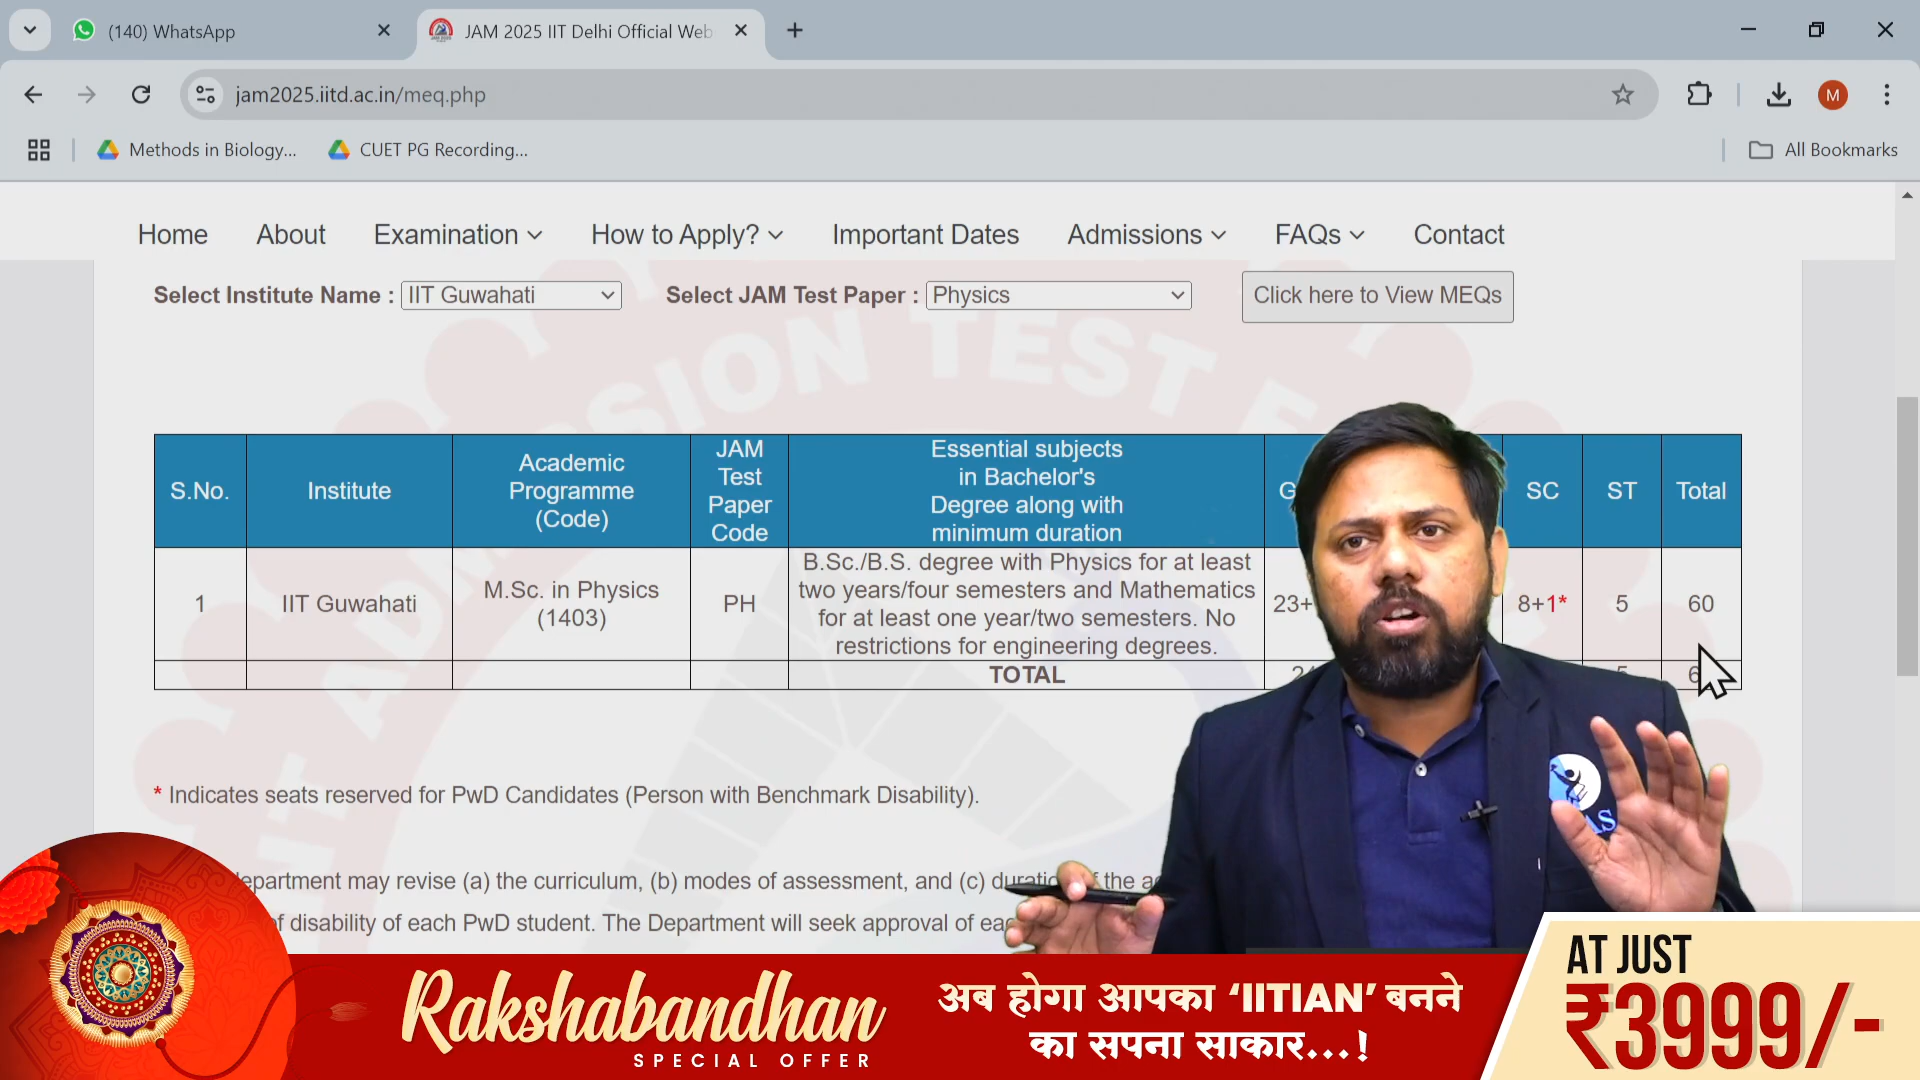 (140) WhatsApp
JAM 2025 IIT Delhi Official Web
jam2025.iitd.ac.in/meq.php
M
Methods in Biology...
CUET PG Recording...
All Bookmarks
Home
About
Examination
How to Apply?
Important Dates
Admissions
FAQs
Contact
Select Institute Name :
IIT Guwahati
Select JAM Test Paper :
Physics
Click here to View MEQs
ADMISSION TEST
S.No.
Institute
Academic
Programme
(Code)
JAM
Test
Paper
Code
Essential subjects
in Bachelor's
Degree along with
minimum duration
SC
ST
Total
1
IIT Guwahati
M.Sc. in Physics
(1403)
PH
B.Sc./B.S. degree with Physics for at least
two years/four semesters and Mathematics
for at least one year/two semesters. No
restrictions for engineering degrees.
23+
8+1*
5
60
TOTAL
* Indicates seats reserved for PwD Candidates (Person with Benchmark Disability).
may revise (a) the curriculum, (b) modes of assessment, and (c) the
of disability of each PwD student. The Department will seek approval of
Rakshabandhan
SPECIAL OFFER
अब होगा आपका ‘IITIAN’ बनने
का सपना साकार...!
AT JUST
₹3999/-